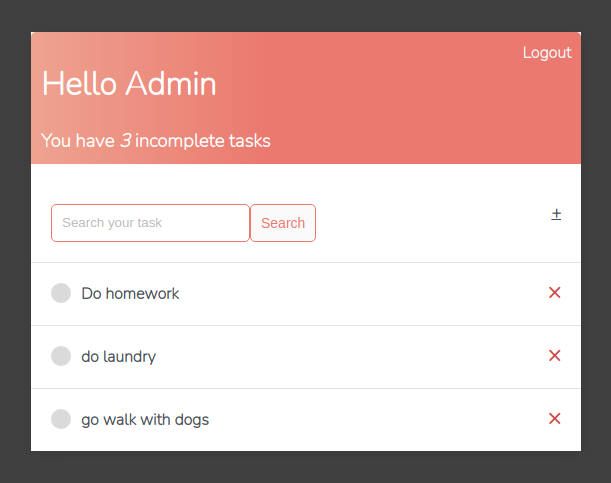 Logout
Hello Admin
You have 3 incomplete tasks
Search your task Search +
Do homework ×
do laundry ×
go walk with dogs ×